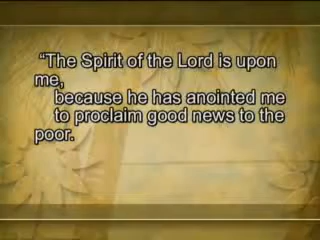 “The Spirit of the Lord is upon
me,
because he has anointed me
to proclaim good news to the
poor.